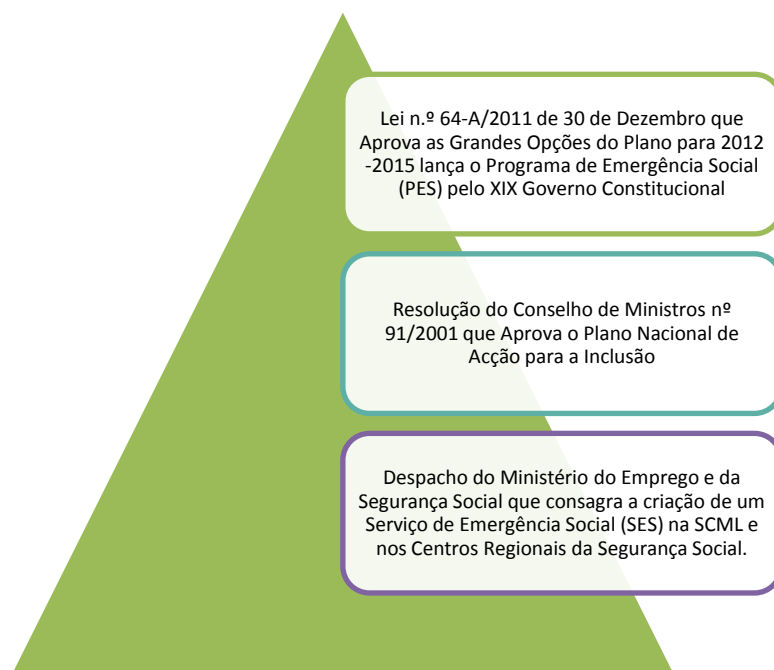 Lei n.º 64-A/2011 de 30 de Dezembro que
Aprova as Grandes Opções do Plano para 2012
-2015 lança o Programa de Emergência Social
(PES) pelo XIX Governo Constitucional
Resolução do Conselho de Ministros nº
91/2001 que Aprova o Plano Nacional de
Acção para a Inclusão
Despacho do Ministério do Emprego e da
Segurança Social que consagra a criação de um
Serviço de Emergência Social (SES) na SCML e
nos Centros Regionais da Segurança Social.